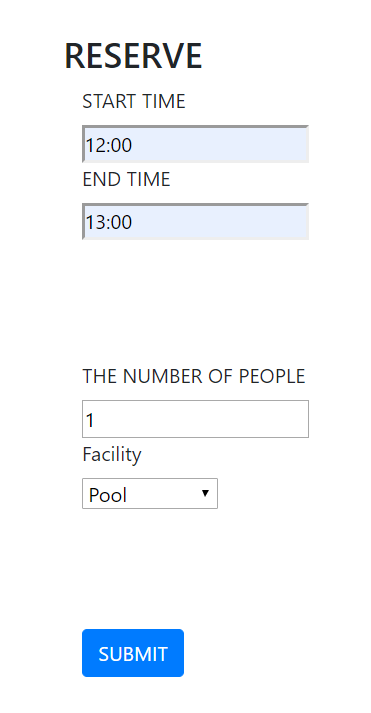 RESERVE
START TIME
12:00
END TIME
13:00
THE NUMBER OF PEOPLE
1
Facility
Pool
SUBMIT